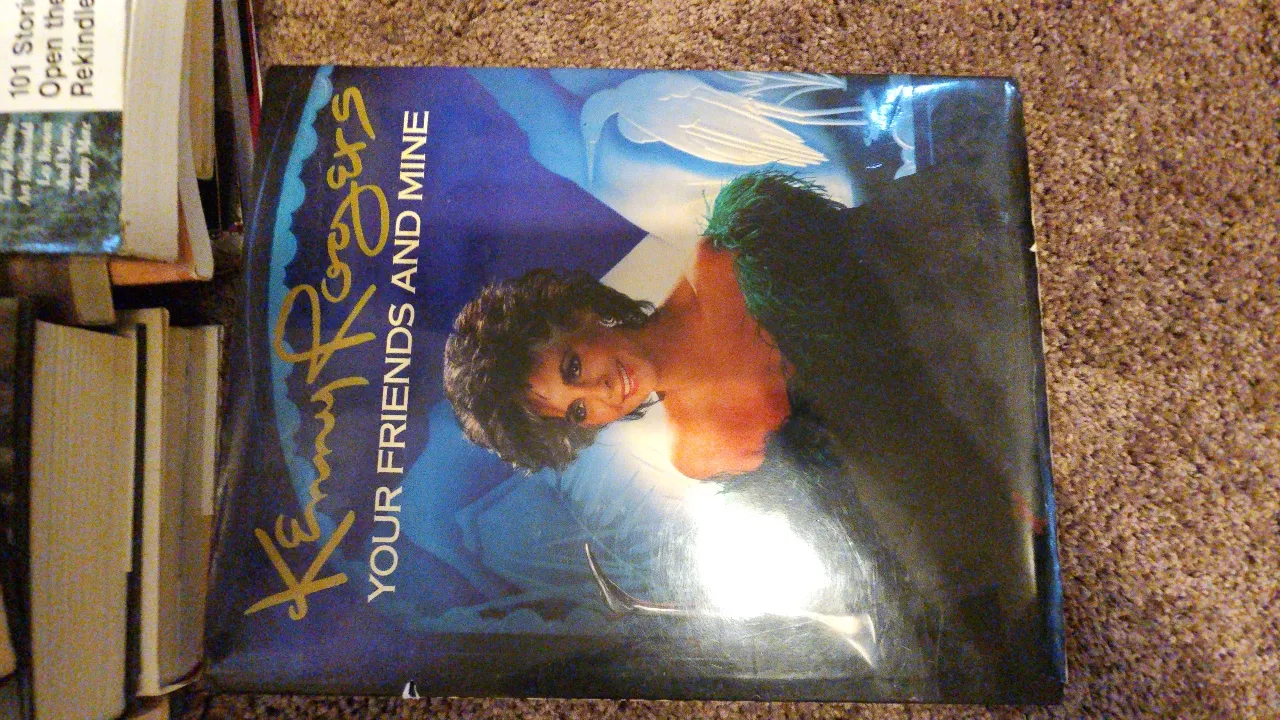 Kenny Rogers
YOUR FRIENDS AND MINE
101 Stori
Open the
Rekindle